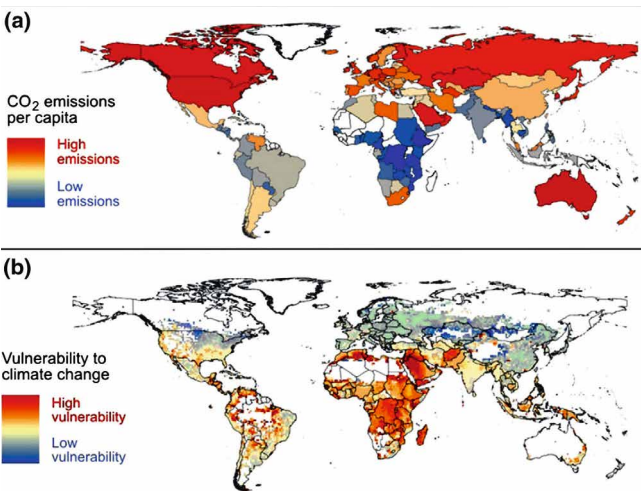 (a)
CO₂ emissions
per capita
High
emissions
Low
emissions
(b)
Vulnerability to
climate change
High
vulnerability
Low
vulnerability